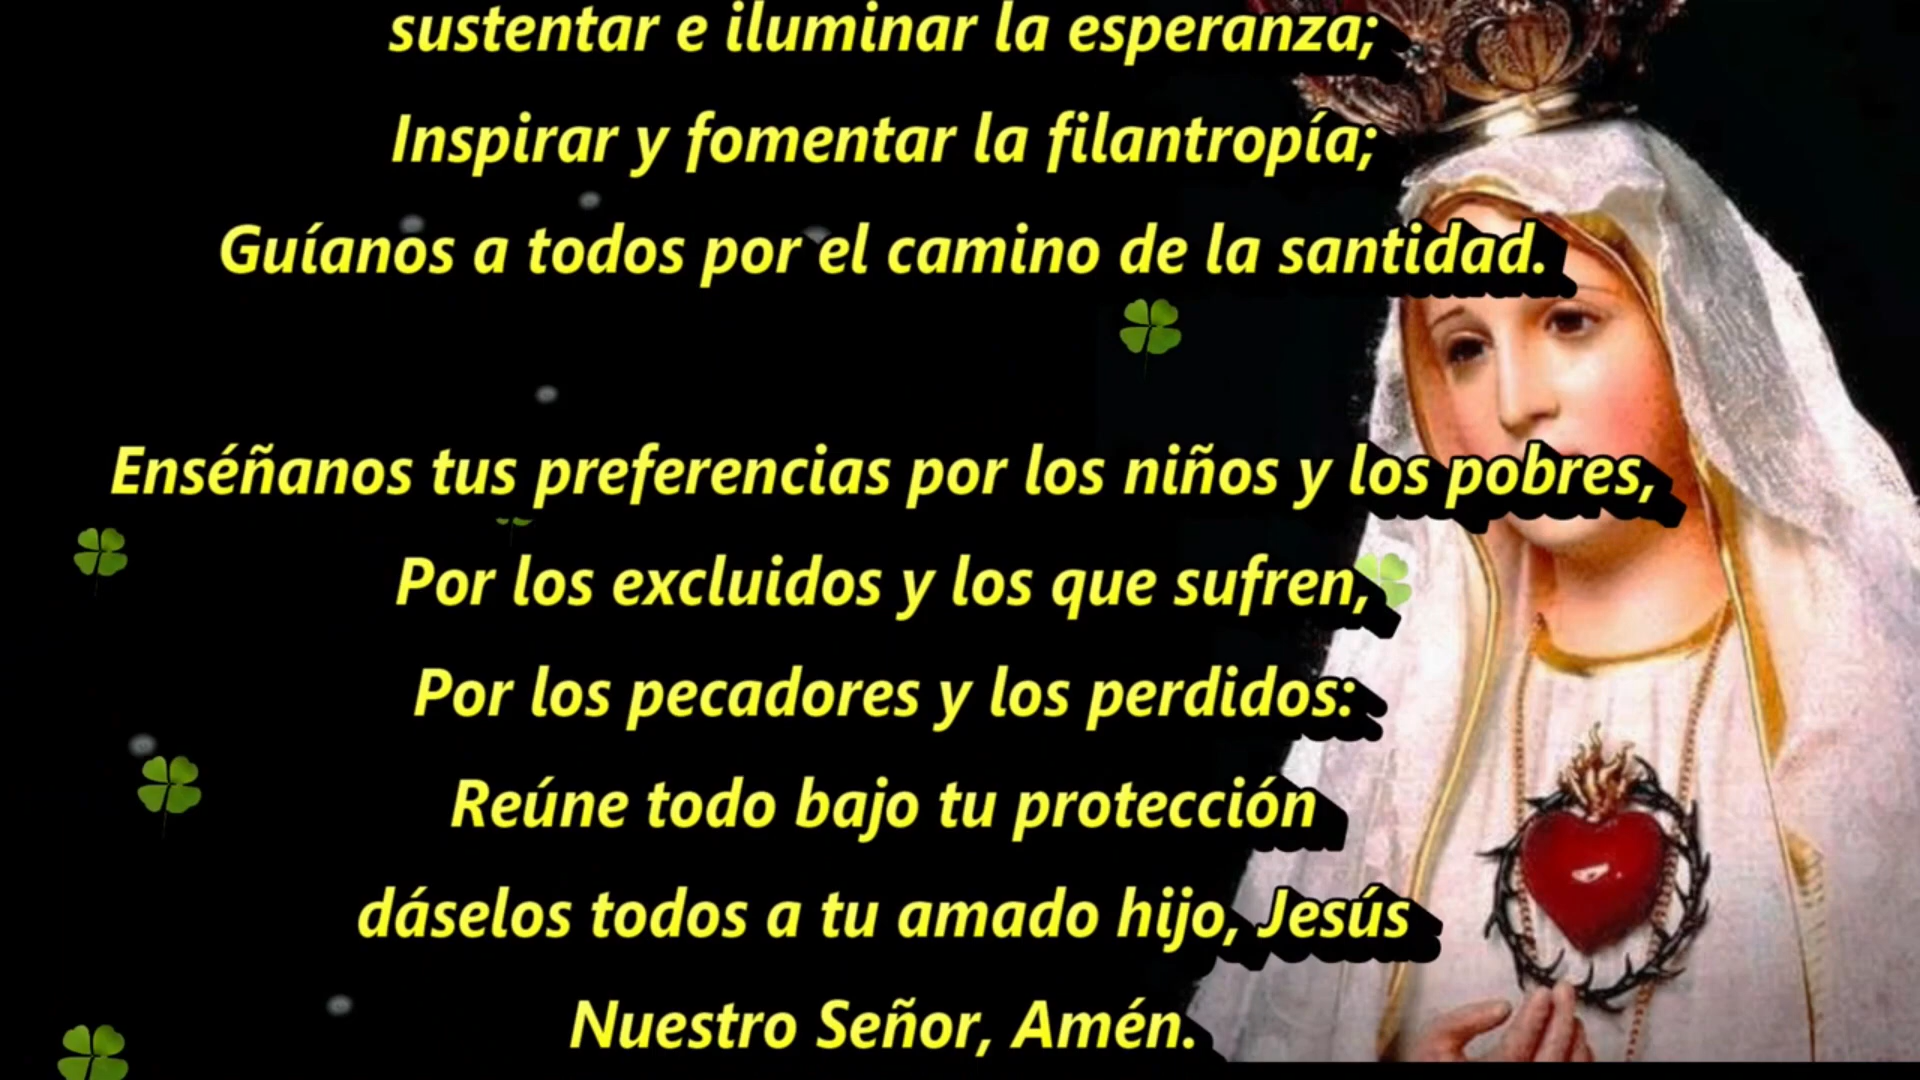 sustentar e iluminar la esperanza;
Inspirar y fomentar la filantropía;
Guíanos a todos por el camino de la santidad.
Enséñanos tus preferencias por los niños y los pobres,
Por los excluidos y los que sufren,
Por los pecadores y los perdidos:
Reúne todo bajo tu protección
dáselos todos a tu amado hijo, Jesús
Nuestro Señor, Amén.